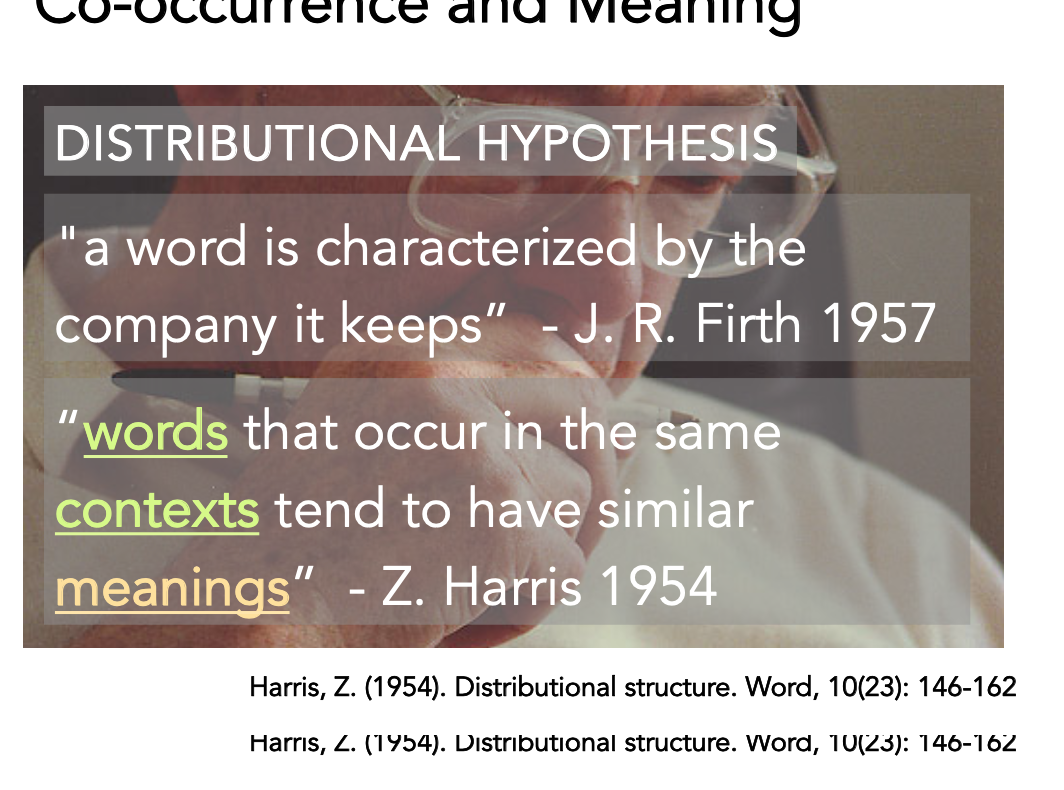 Co-occurrence and Meaning
DISTRIBUTIONAL HYPOTHESIS
"a word is characterized by the
company it keeps” - J. R. Firth 1957
“words that occur in the same
contexts tend to have similar
meanings” - Z. Harris 1954
Harris, Z. (1954). Distributional structure. Word, 10(23): 146-162
Harris, Z. (1954). Distributional structure. Word, 10(23): 146-162